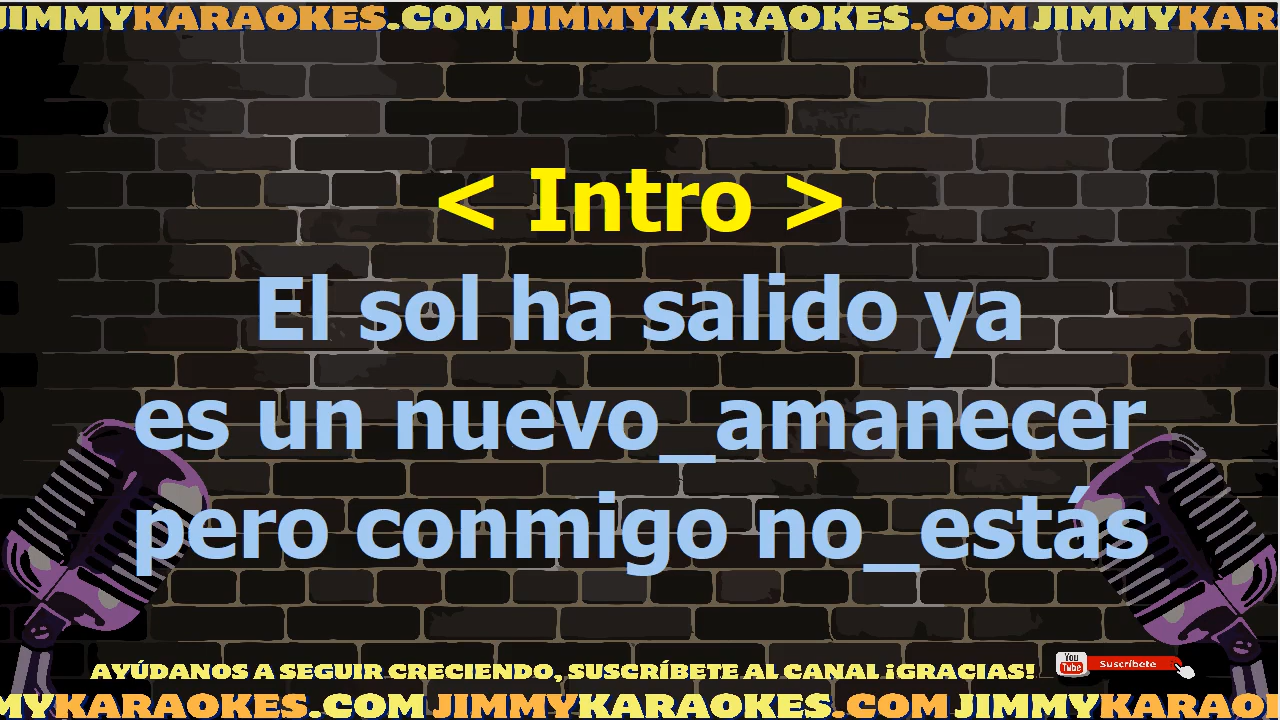 JIMMYKARAOKES.COM JIMMYKARAOKES.COM JIMMYKAR
< Intro >
El sol ha salido ya
es un nuevo_amanecer
pero conmigo no_estás
AYÚDANOS A SEGUIR CRECIENDO, SUSCRÍBETE AL CANAL ¡GRACIAS!
You Tube Suscríbete
MYKARAOKES.COM JIMMYKARAOKES.COM JIMMYKARAOK